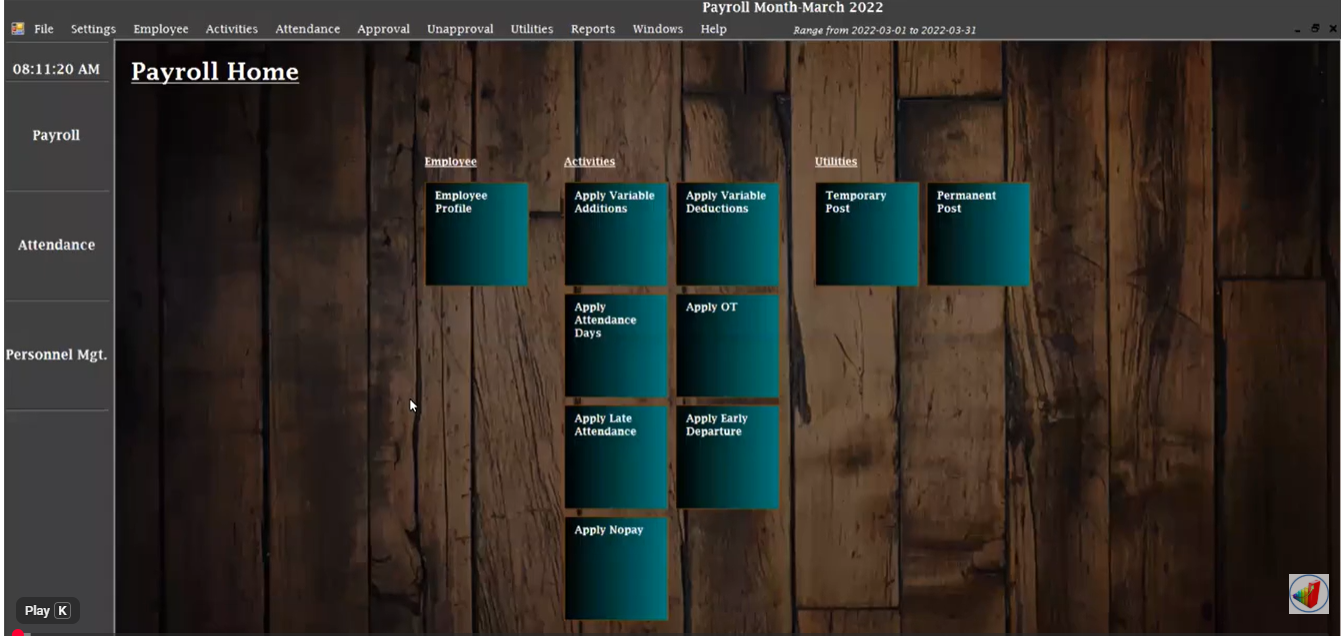 Payroll Month-March 2022
File Settings Employee Activities Attendance Approval Unapproval Utilities Reports Windows Help Range from 2022-03-01 to 2022-03-31
08:11:20 AM
Payroll Home
Payroll
Attendance
Personnel Mgt.
Employee
Employee
Profile
Activities
Apply Variable
Additions
Apply Variable
Deductions
Apply
Attendance
Days
Apply OT
Apply Late
Attendance
Apply Early
Departure
Apply Nopay
Utilities
Temporary
Post
Permanent
Post
Play K